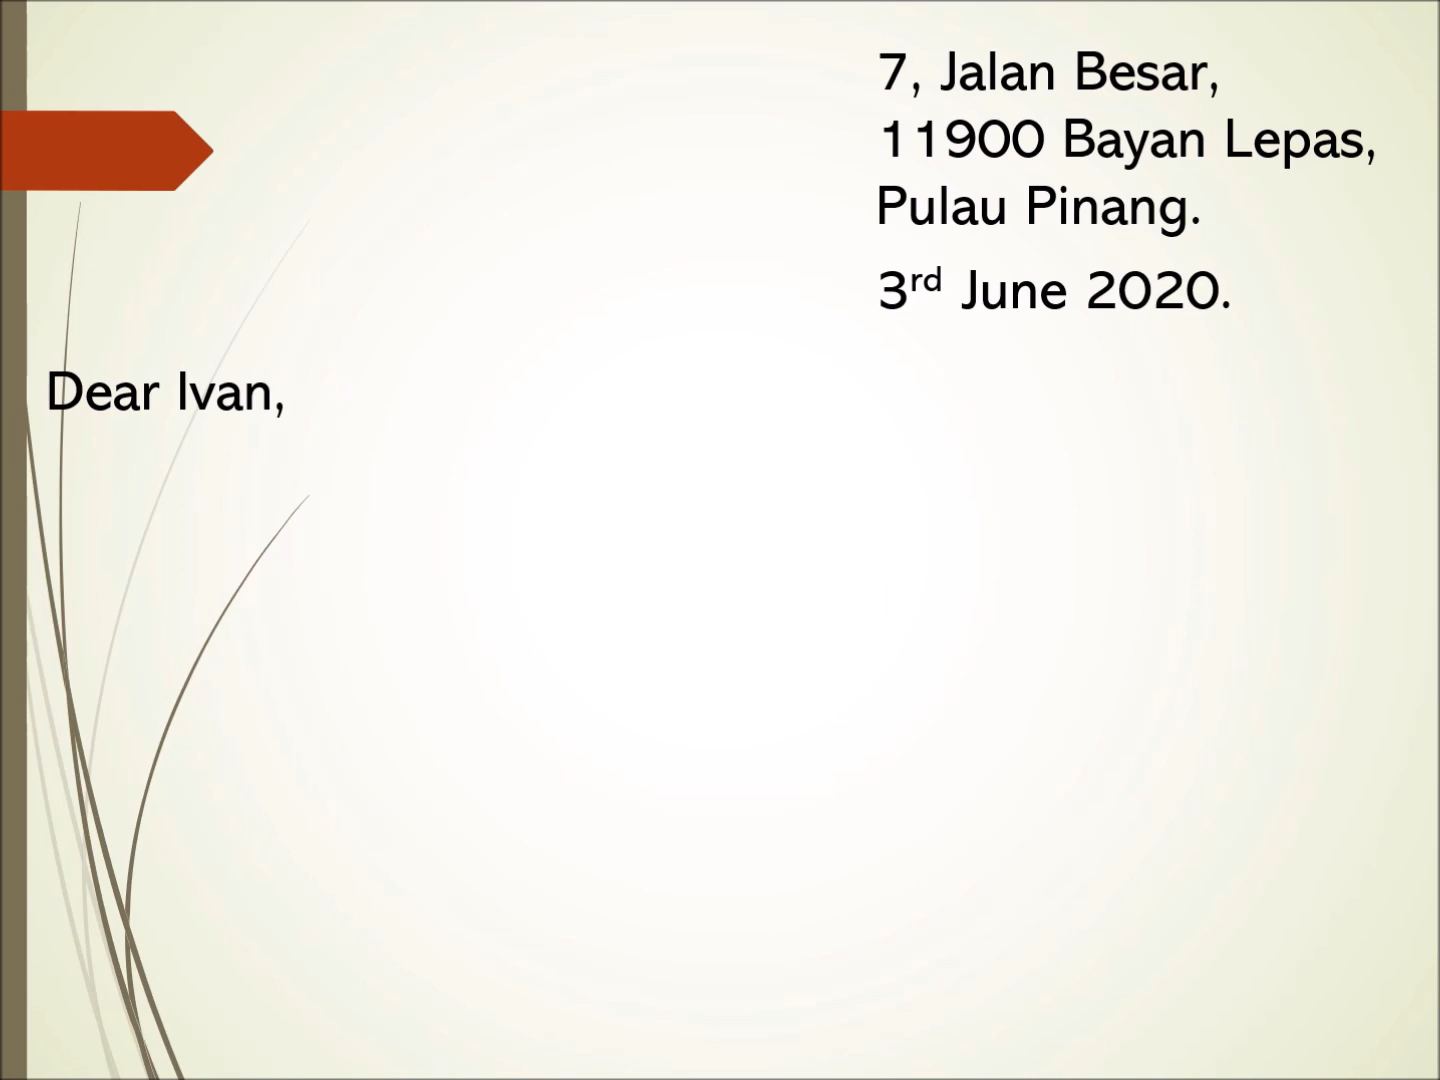 7, Jalan Besar,
11900 Bayan Lepas,
Pulau Pinang.
3rd June 2020.
Dear Ivan,